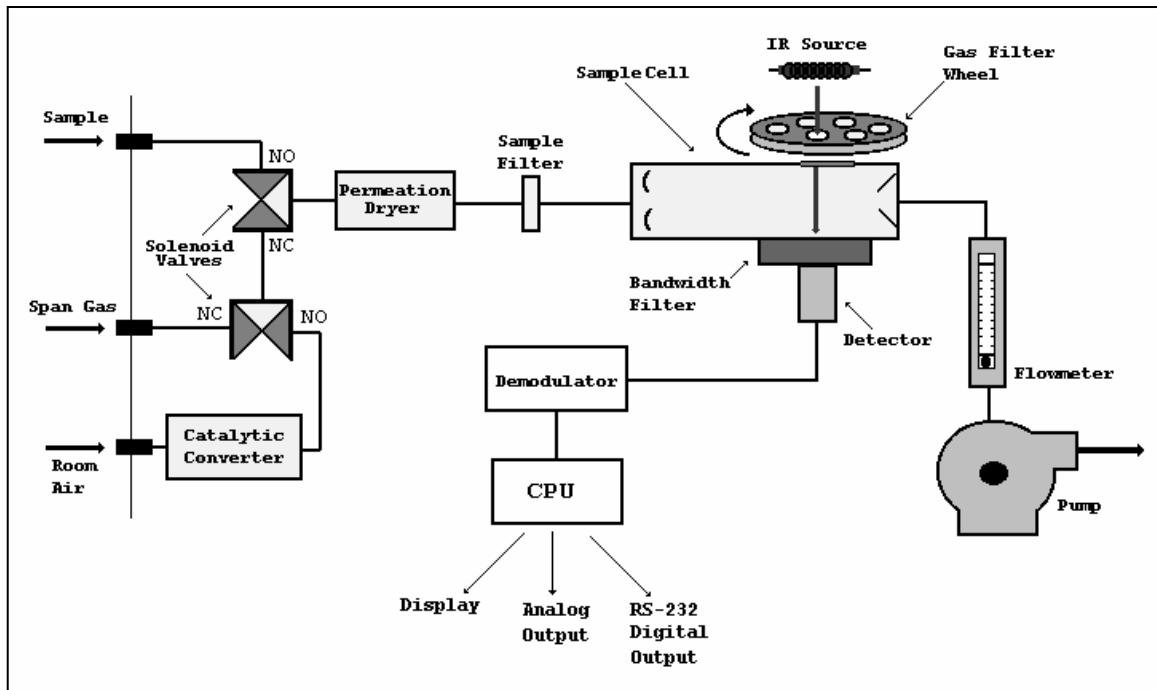 IR Source
Gas Filter
Wheel
Sample Cell
Sample
NO
Sample
Filter
Permeation
Dryer
Solenoid
Valves
NC
Span Gas
NC
NO
Bandwidth
Filter
Detector
Flowmeter
Demodulator
Catalytic
Converter
Room
Air
CPU
Pump
Display
Analog
Output
RS-232
Digital
Output